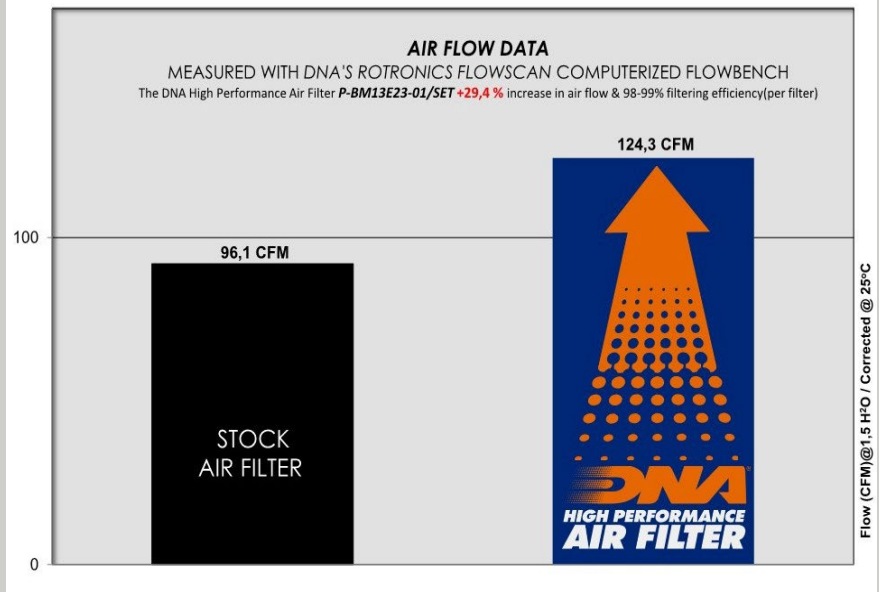 AIR FLOW DATA
MEASURED WITH DNA'S ROTRONICS FLOWSCAN COMPUTERIZED FLOWBENCH
The DNA High Performance Air Filter P-BM13E23-01/SET +29,4 % increase in air flow & 98-99% filtering efficiency(per filter)
124,3 CFM
100
96,1 CFM
STOCK
AIR FILTER
DNA®
HIGH PERFORMANCE
AIR FILTER
0
Flow (CFM)@1,5 H²O / Corrected @ 25°C